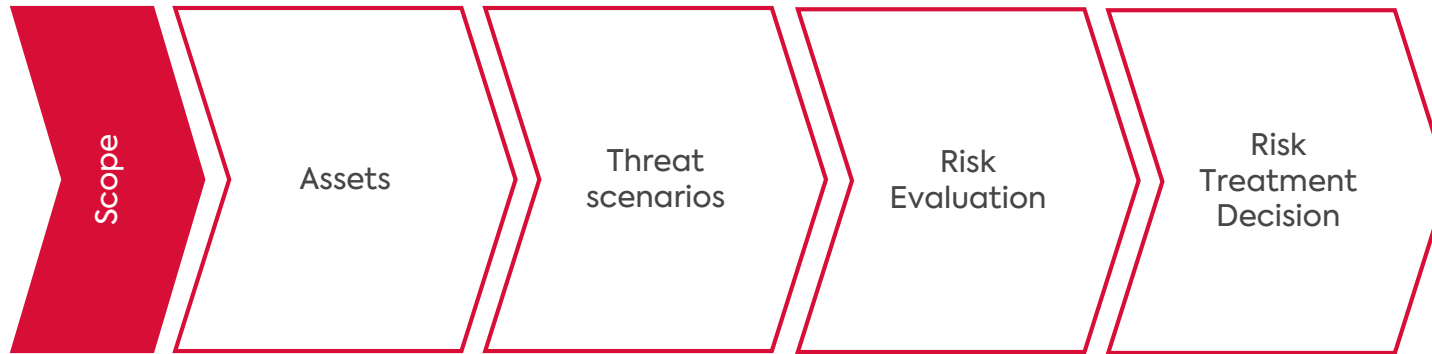 Scope
Assets
Threat
scenarios
Risk
Evaluation
Risk
Treatment
Decision